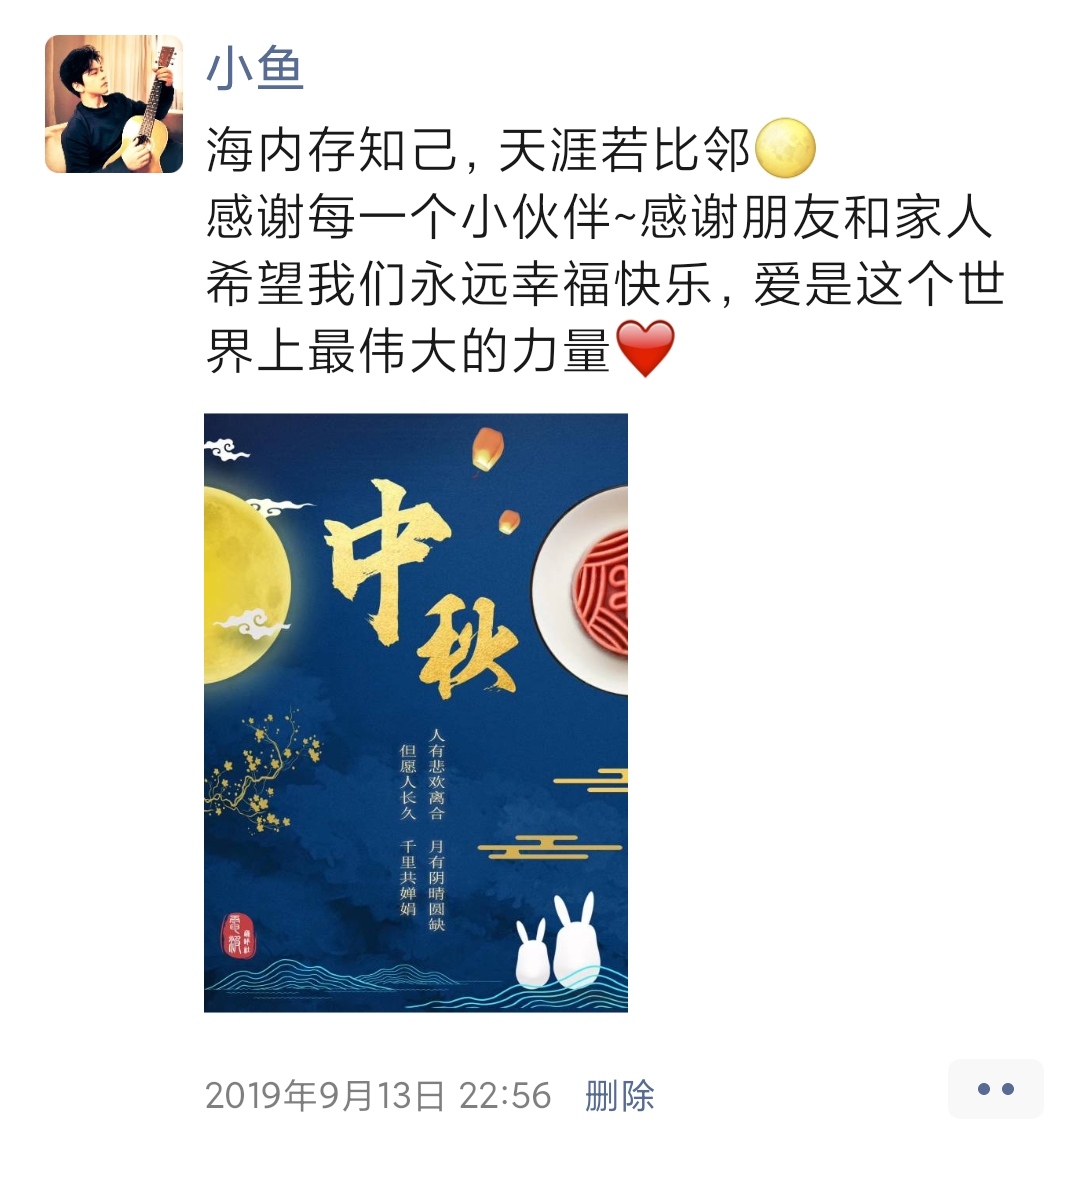 小鱼
海内存知己, 天涯若比邻🌕
感谢每一个小伙伴~感谢朋友和家人
希望我们永远幸福快乐, 爱是这个世
界上最伟大的力量❤️
中
秋
人有悲欢离合 月有阴晴圆缺
但愿人长久 千里共婵娟
2019年9月13日 22:56 删除